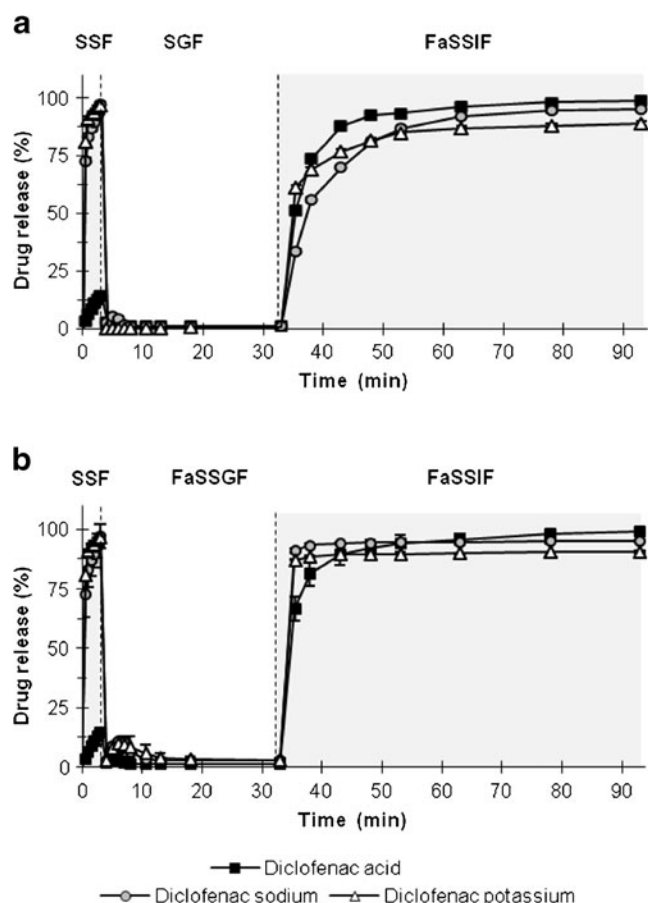 a
SSF SGF FaSSIF
Drug release (%)
100
75
50
25
0
0 10 20 30 40 50 60 70 80 90
Time (min)
b
SSF FaSSGF FaSSIF
Drug release (%)
100
75
50
25
0
0 10 20 30 40 50 60 70 80 90
Time (min)
Diclofenac acid
Diclofenac sodium Diclofenac potassium